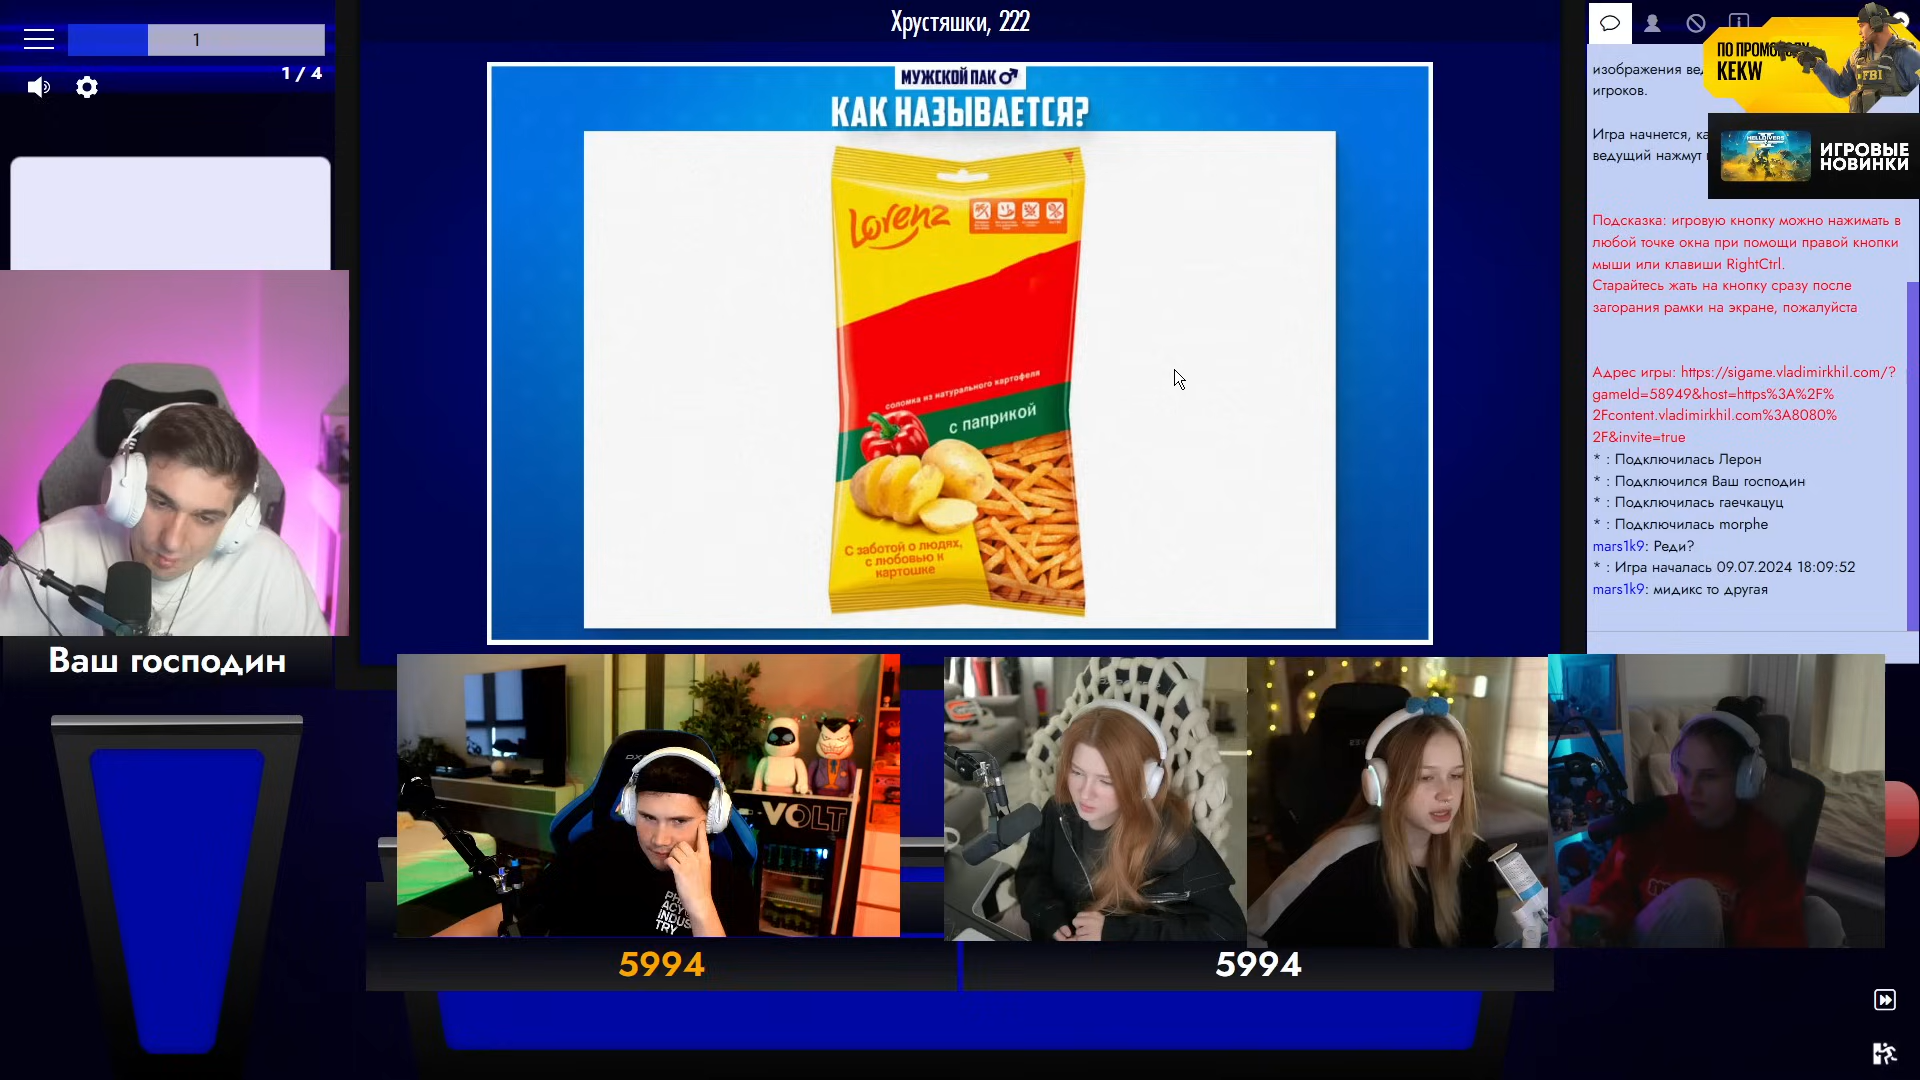 1
1 / 4
Хрустяшки, 222
МУЖСКОЙ ПАК ♂
КАК НАЗЫВАЕТСЯ?
Lorenz
соломка из натурального картофеля
с паприкой
С заботой о людях,
с любовью к
картошке
Ваш господин
VOLT
5994
5994
ПО ПРОМОКОДУ
KEKW
FBI
ИГРОВЫЕ
НОВИНКИ
изображения
игроков.
Игра начнется,
ведущий нажмут
Подсказка: игровую кнопку можно нажимать в
любой точке окна при помощи правой кнопки
мыши или клавиши RightCtrl.
Старайтесь жать на кнопку сразу после
загорания рамки на экране, пожалуйста
Адрес игры: https://sigame.vladimirkhil.com/?
gameId=58949&host=https%3A%2F%
2Fcontent.vladimirkhil.com%3A8080%
2F&invite=true
* : Подключилась Лерон
* : Подключился Ваш господин
* : Подключилась гаечкацуц
* : Подключилась morphe
mars1k9: Реди?
* : Игра началась 09.07.2024 18:09:52
mars1k9: мидикс то другая